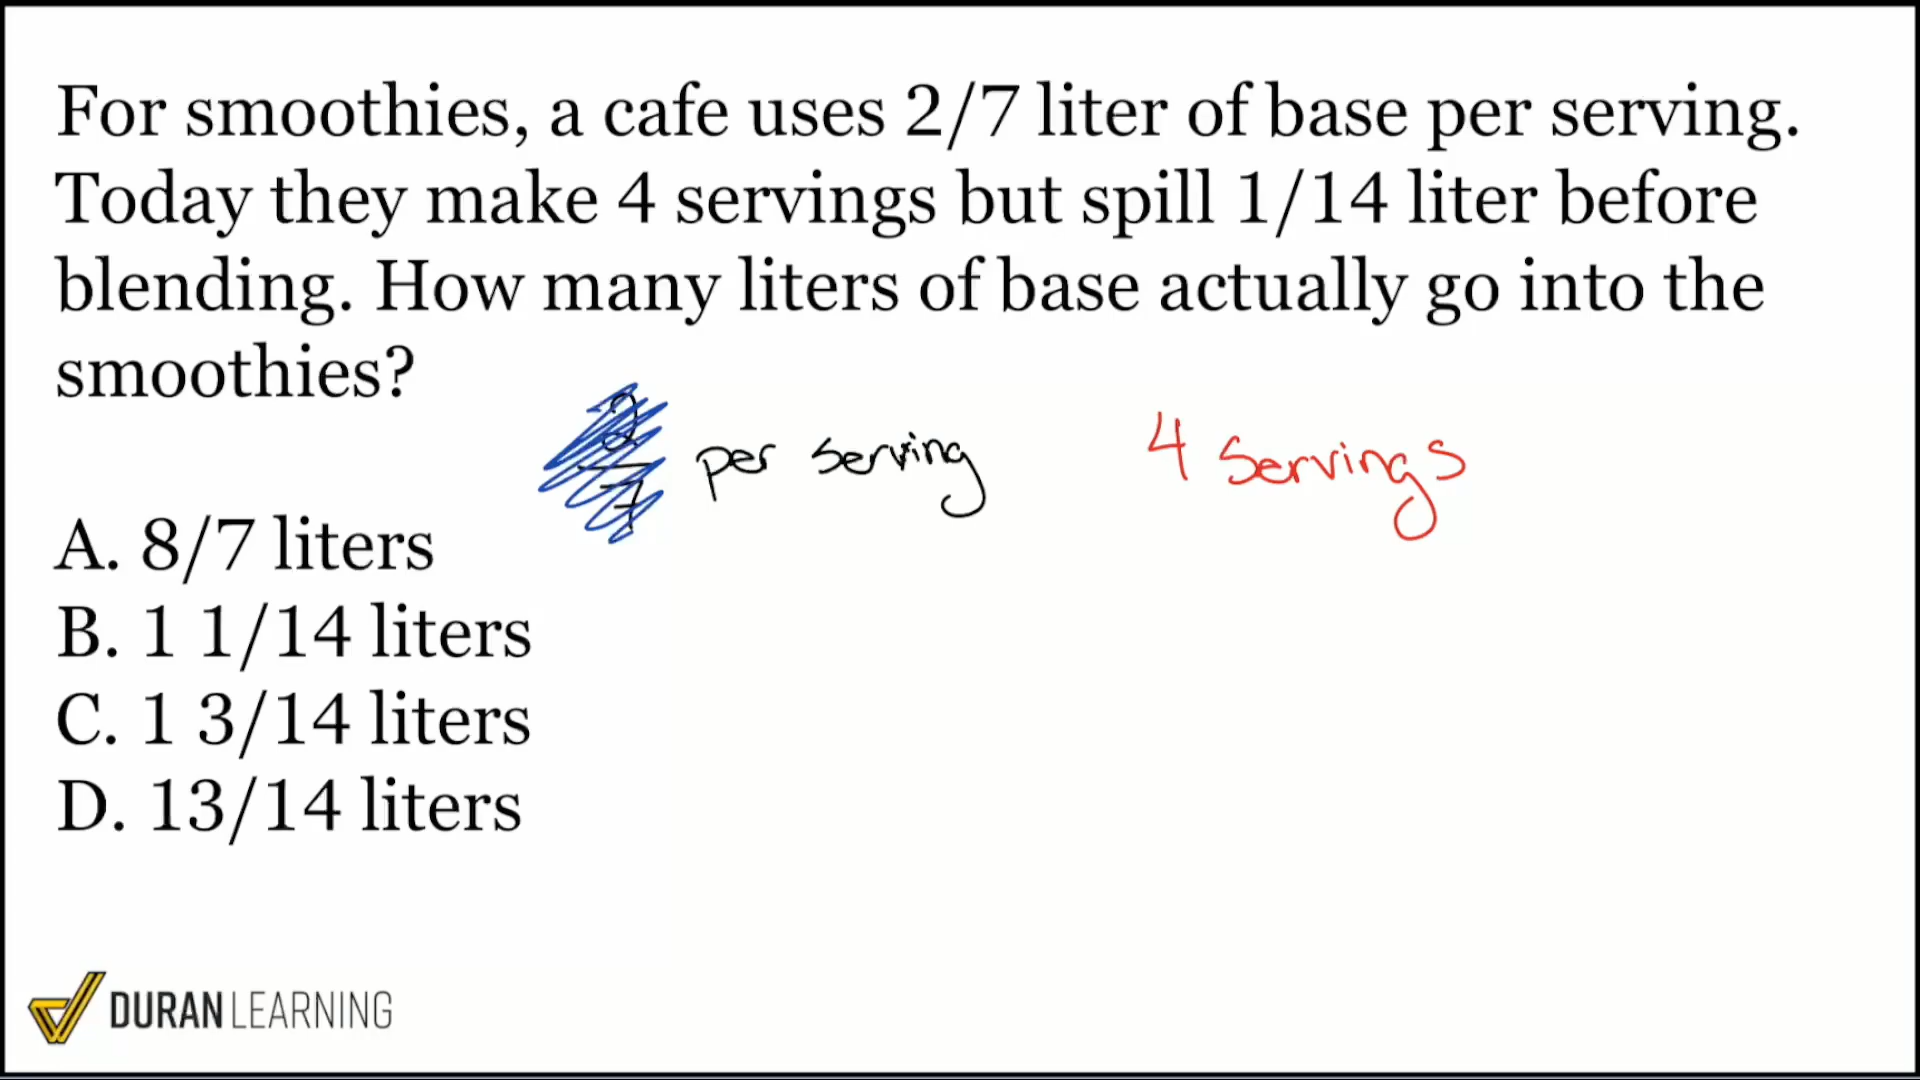 For smoothies, a cafe uses 2/7 liter of base per serving.
Today they make 4 servings but spill 1/14 liter before
blending. How many liters of base actually go into the
smoothies?
2/7 per serving
4 servings
A. 8/7 liters
B. 1 1/14 liters
C. 1 3/14 liters
D. 13/14 liters
DURAN LEARNING